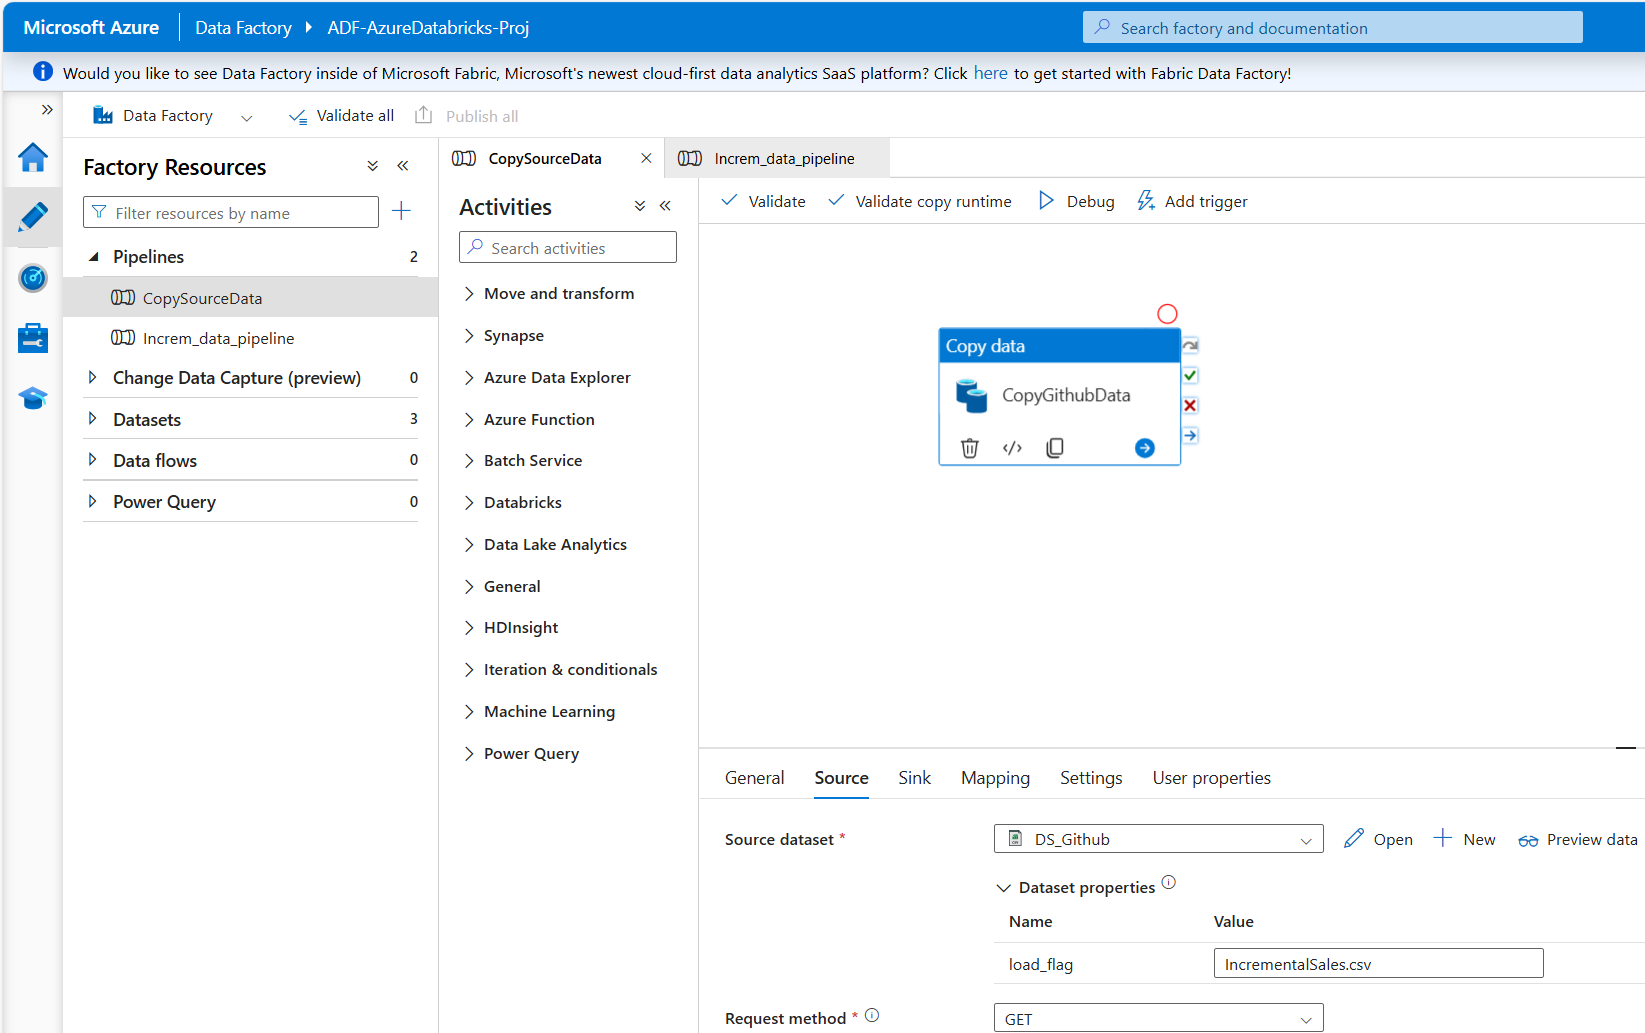 Microsoft Azure
Data Factory
ADF-AzureDatabricks-Proj
Search factory and documentation
Would you like to see Data Factory inside of Microsoft Fabric, Microsoft's newest cloud-first data analytics SaaS platform? Click here to get started with Fabric Data Factory!
Data Factory
Validate all
Publish all
Factory Resources
Filter resources by name
Pipelines 2
CopySourceData
Increm_data_pipeline
Change Data Capture (preview) 0
Datasets 3
Data flows 0
Power Query 0
CopySourceData
Increm_data_pipeline
Activities
Search activities
Move and transform
Synapse
Azure Data Explorer
Azure Function
Batch Service
Databricks
Data Lake Analytics
General
HDInsight
Iteration & conditionals
Machine Learning
Power Query
Validate
Validate copy runtime
Debug
Add trigger
Copy data
CopyGithubData
General
Source
Sink
Mapping
Settings
User properties
Source dataset *
DS_Github
Open
New
Preview data
Dataset properties
Name Value
load_flag IncrementalSales.csv
Request method *
GET